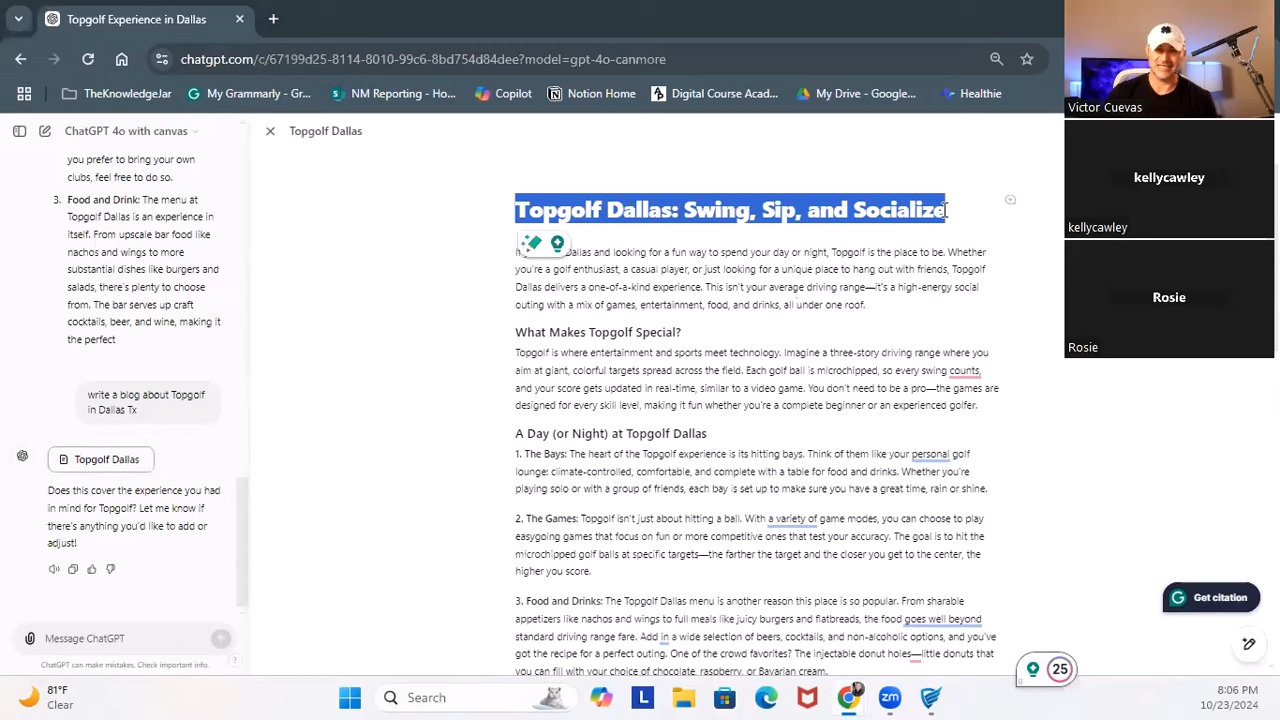 Topgolf Experience in Dallas
chatgpt.com/c/67199d25-8114-8010-99c6-8bd754d84dee?model=gpt-4o-canmore
TheKnowledgeJar
My Grammarly - Gr...
NM Reporting - Ho...
Copilot
Notion Home
Digital Course Acad...
My Drive - Google...
Healthie
ChatGPT 4o with canvas
you prefer to bring your own
clubs, feel free to do so.
3. Food and Drink: The menu at
Topgolf Dallas is an experience in
itself. From upscale bar food like
nachos and wings to more
substantial dishes like burgers and
salads, there's plenty to choose
from. The bar serves up craft
cocktails, beer, and wine, making it
the perfect
write a blog about Topgolf
in Dallas Tx
Topgolf Dallas
Does this cover the experience you had
in mind for Topgolf? Let me know if
there's anything you'd like to add or
adjust!
Message ChatGPT
ChatGPT can make mistakes. Check important info.
?
Topgolf Dallas
Topgolf Dallas: Swing, Sip, and Socialize
Dallas and looking for a fun way to spend your day or night, Topgolf is the place to be. Whether
you're a golf enthusiast, a casual player, or just looking for a unique place to hang out with friends, Topgolf
Dallas delivers a one-of-a-kind experience. This isn't your average driving range—it's a high-energy social
outing with a mix of games, entertainment, food, and drinks, all under one roof.
What Makes Topgolf Special?
Topgolf is where entertainment and sports meet technology. Imagine a three-story driving range where you
aim at giant, colorful targets spread across the field. Each golf ball is microchipped, so every swing counts,
and your score gets updated in real-time, similar to a video game. You don't need to be a pro—the games are
designed for every skill level, making it fun whether you're a complete beginner or an experienced golfer.
A Day (or Night) at Topgolf Dallas
1. The Bays: The heart of the Topgolf experience is its hitting bays. Think of them like your personal golf
lounge: climate-controlled, comfortable, and complete with a table for food and drinks. Whether you're
playing solo or with a group of friends, each bay is set up to make sure you have a great time, rain or shine.
2. The Games: Topgolf isn't just about hitting a ball. With a variety of game modes, you can choose to play
easygoing games that focus on fun or more competitive ones that test your accuracy. The goal is to hit the
microchipped golf balls at specific targets—the farther the target and the closer you get to the center, the
higher you score.
3. Food and Drinks: The Topgolf Dallas menu is another reason this place is so popular. From sharable
appetizers like nachos and wings to full meals like juicy burgers and flatbreads, the food goes well beyond
standard driving range fare. Add in a wide selection of beers, cocktails, and non-alcoholic options, and you've
got the recipe for a perfect outing. One of the crowd favorites? The injectable donut holes—little donuts that
you can fill with your choice of chocolate, raspberry, or Bavarian cream.
Get citation
25
Victor Cuevas
kellycawley
kellycawley
Rosie
Rosie
81°F
Clear
Search
L
zm
8:06 PM
10/23/2024